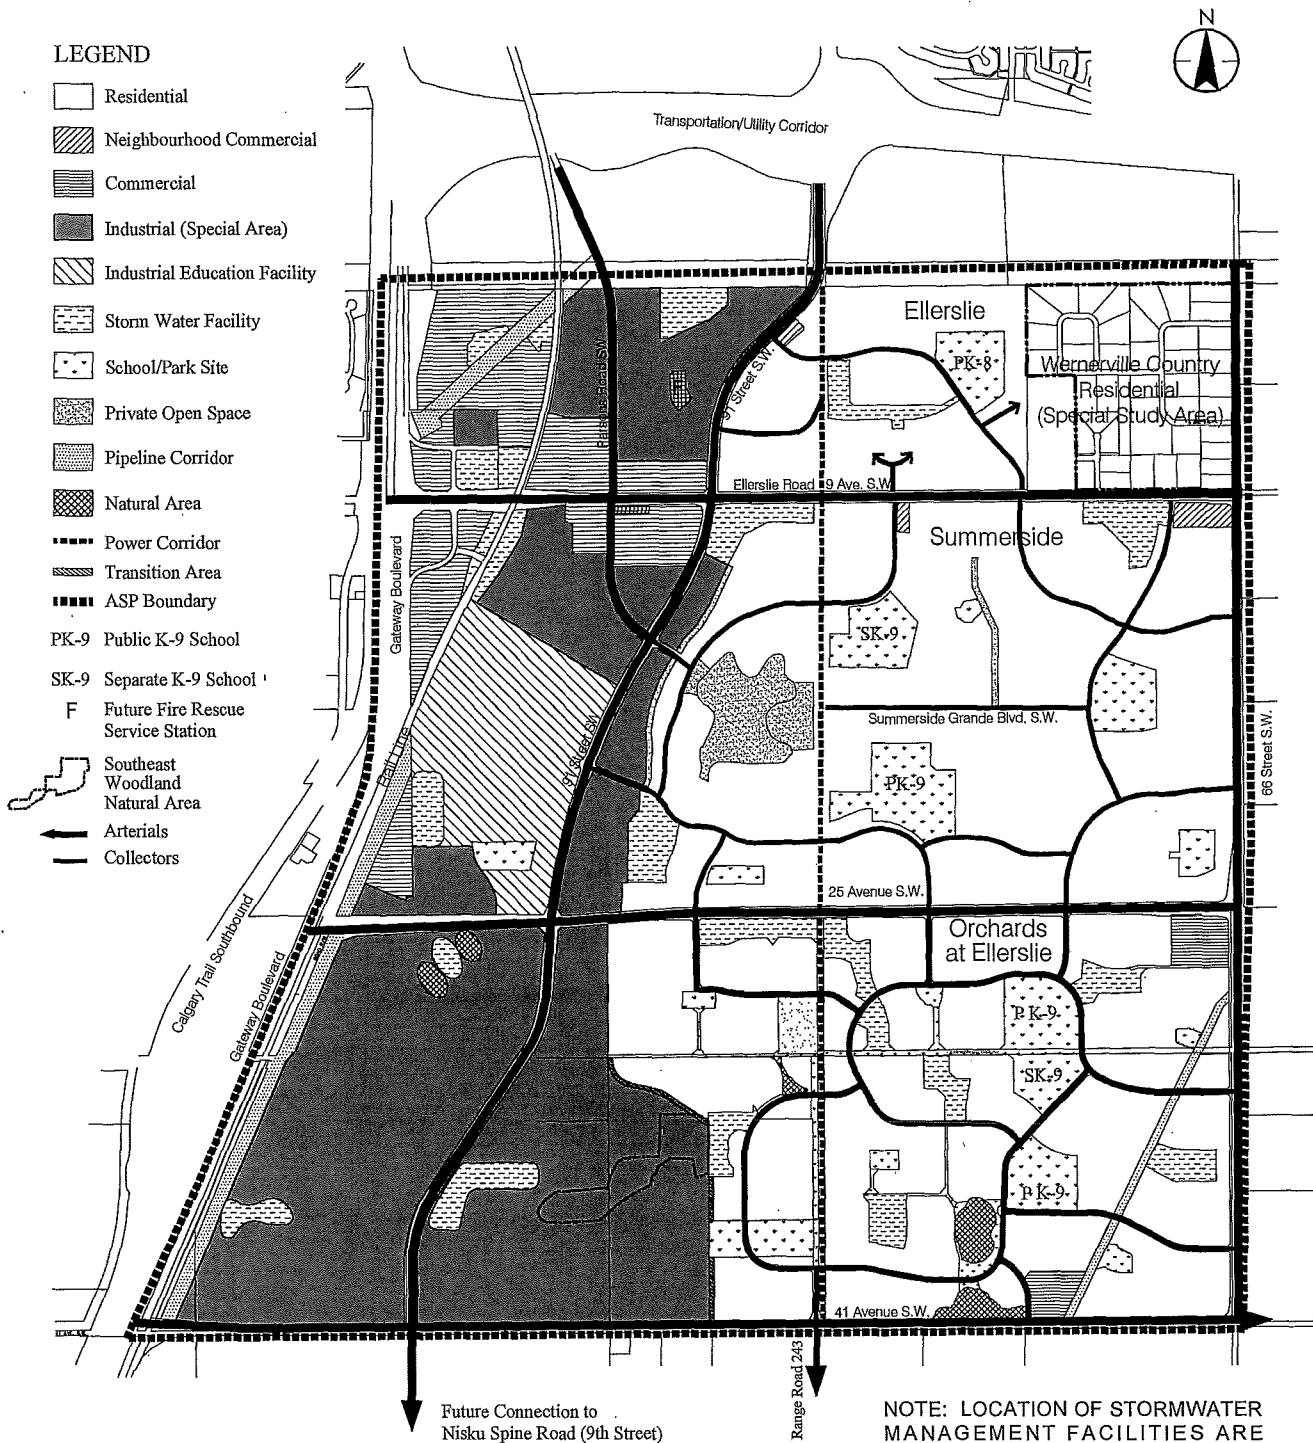 N
LEGEND
Residential
Neighbourhood Commercial
Commercial
Industrial (Special Area)
Industrial Education Facility
Storm Water Facility
School/Park Site
Private Open Space
Pipeline Corridor
Natural Area
Power Corridor
Transition Area
ASP Boundary
PK-9 Public K-9 School
SK-9 Separate K-9 School
F Future Fire Rescue
Service Station
Southeast
Woodland
Natural Area
Arterials
Collectors
Transportation/Utility Corridor
Ellerslie
PK-8
Wernerville Country
Residential
(Special Study Area)
Parsons Road SW
91 Street S.W.
F
Ellerslie Road 9 Ave. S.W.
Summerside
Gateway Boulevard
SK-9
Summerside Grande Blvd. S.W.
66 Street S.W.
Rail Line
91 Street SW
PK-9
25 Avenue S.W.
Orchards
at Ellerslie
Calgary Trail Southbound
Gateway Boulevard
P K-9
SK-9
P K-9
41 Avenue S.W.
Range Road 243
Future Connection to
Nisku Spine Road (9th Street)
NOTE: LOCATION OF STORMWATER
MANAGEMENT FACILITIES ARE